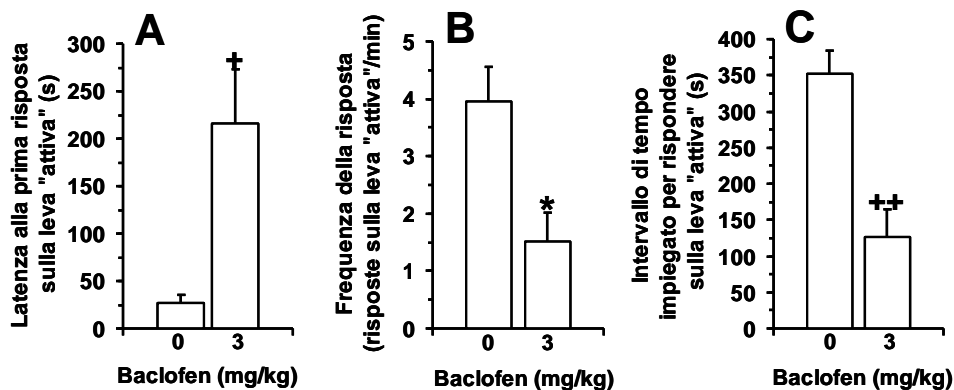 A
Latenza alla prima risposta
sulla leva "attiva" (s)
300
250
200
150
100
50
0
+
0
3
Baclofen (mg/kg)
B
Frequenza della risposta
(risposte sulla leva "attiva"/min)
5
4
3
2
1
0
*
0
3
Baclofen (mg/kg)
C
Intervallo di tempo
impiegato per rispondere
sulla leva "attiva" (s)
400
350
300
250
200
150
100
50
0
++
0
3
Baclofen (mg/kg)